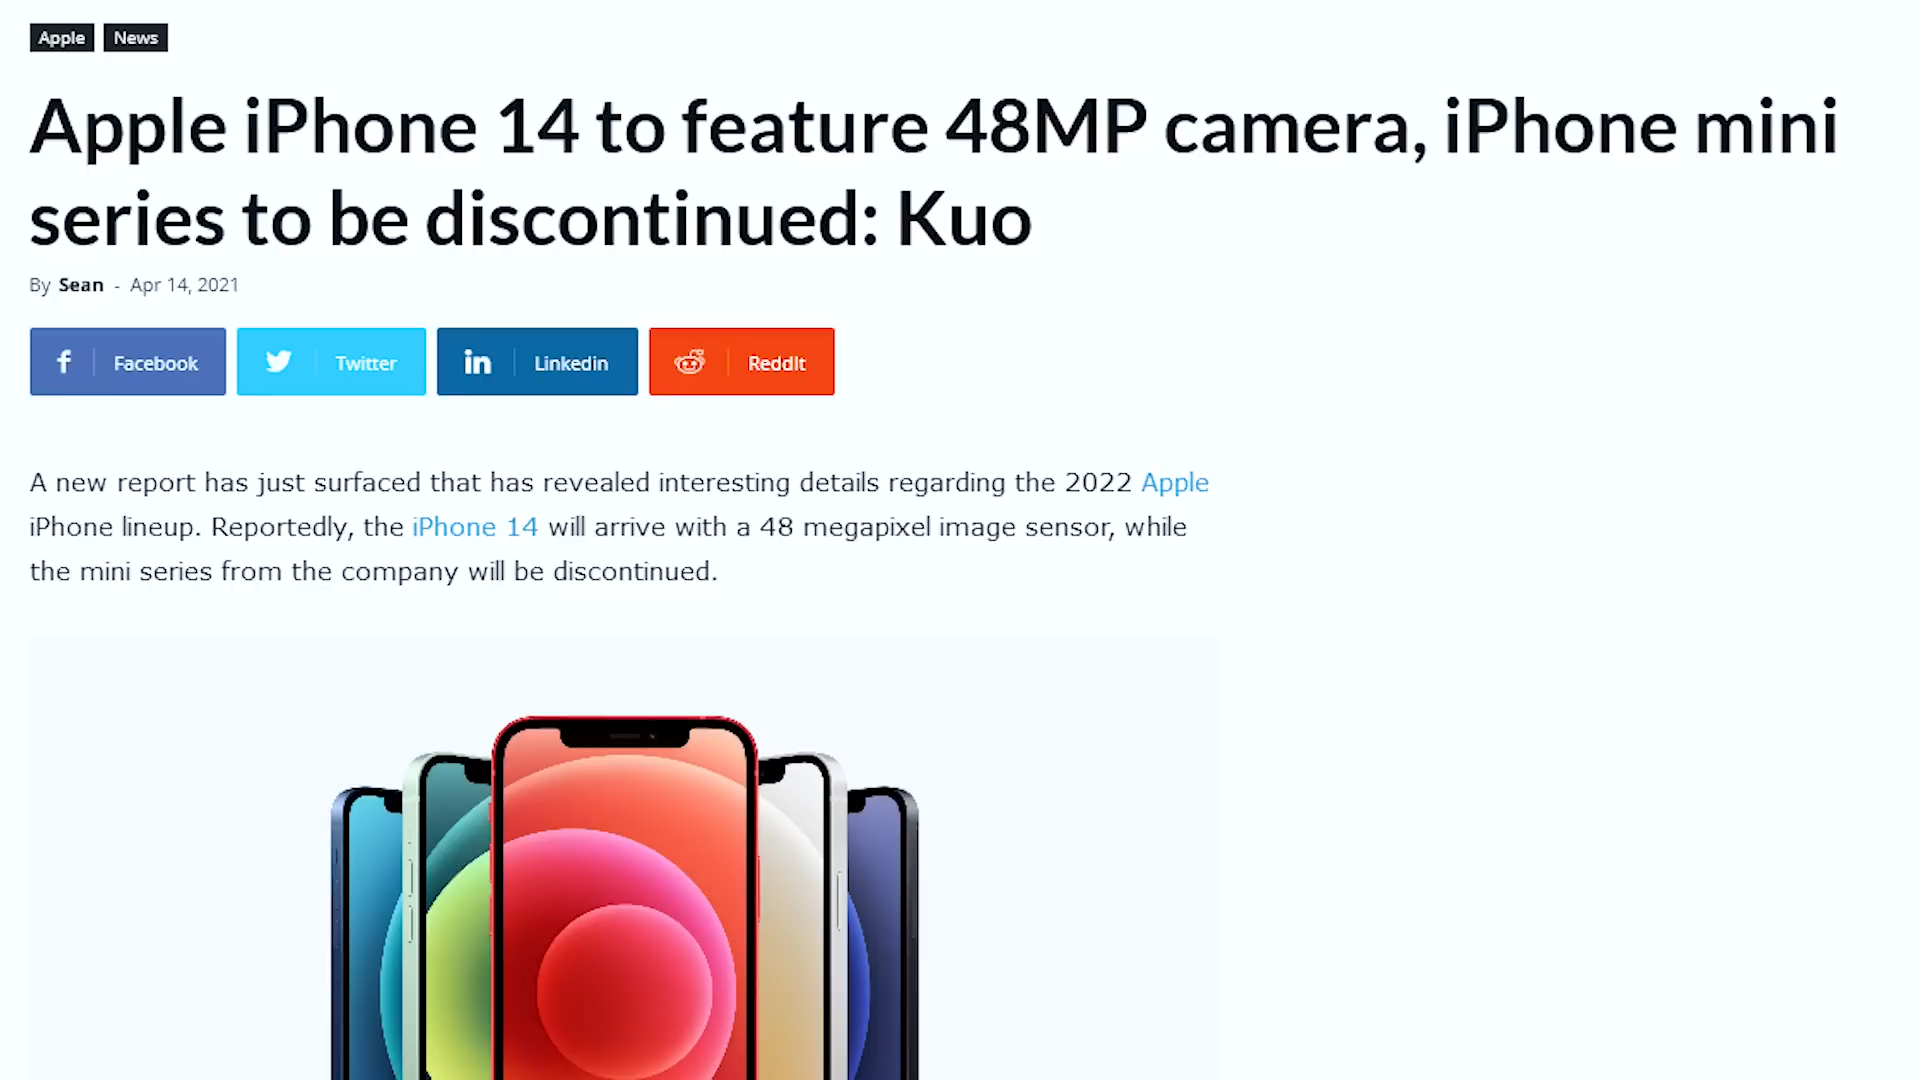 Apple News
Apple iPhone 14 to feature 48MP camera, iPhone mini
series to be discontinued: Kuo
By Sean - Apr 14, 2021
Facebook Twitter Linkedin ReddIt
A new report has just surfaced that has revealed interesting details regarding the 2022 Apple
iPhone lineup. Reportedly, the iPhone 14 will arrive with a 48 megapixel image sensor, while
the mini series from the company will be discontinued.